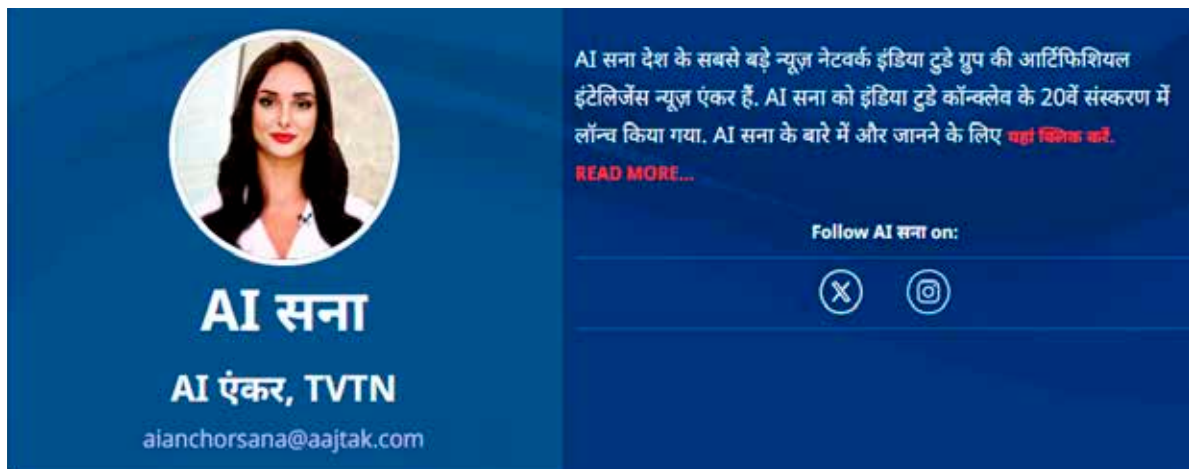 AI सना
AI एंकर, TVTN
aianchorsana@aajtak.com
AI सना देश के सबसे बड़े न्यूज़ नेटवर्क इंडिया टुडे ग्रुप की आर्टिफिशियल
इंटेलिजेंस न्यूज़ एंकर हैं. AI सना को इंडिया टुडे कॉन्क्लेव के 20वें संस्करण में
लॉन्च किया गया. AI सना के बारे में और जानने के लिए यहां क्लिक करें.
READ MORE...
Follow AI सना on: